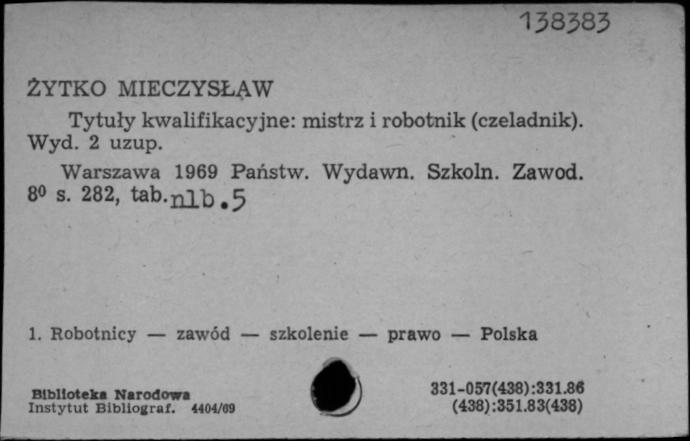 138383
ŻYTKO MIECZYSŁAW
Tytuły kwalifikacyjne: mistrz i robotnik (czeladnik).
Wyd. 2 uzup.
Warszawa 1969 Państw. Wydawn. Szkoln. Zawod.
8⁰ s. 282, tab. nlb. 5
1. Robotnicy — zawód — szkolenie — prawo — Polska
Biblioteka Narodowa
Instytut Bibliograf. 4404/69
331-057(438):331.86
(438):351.83(438)